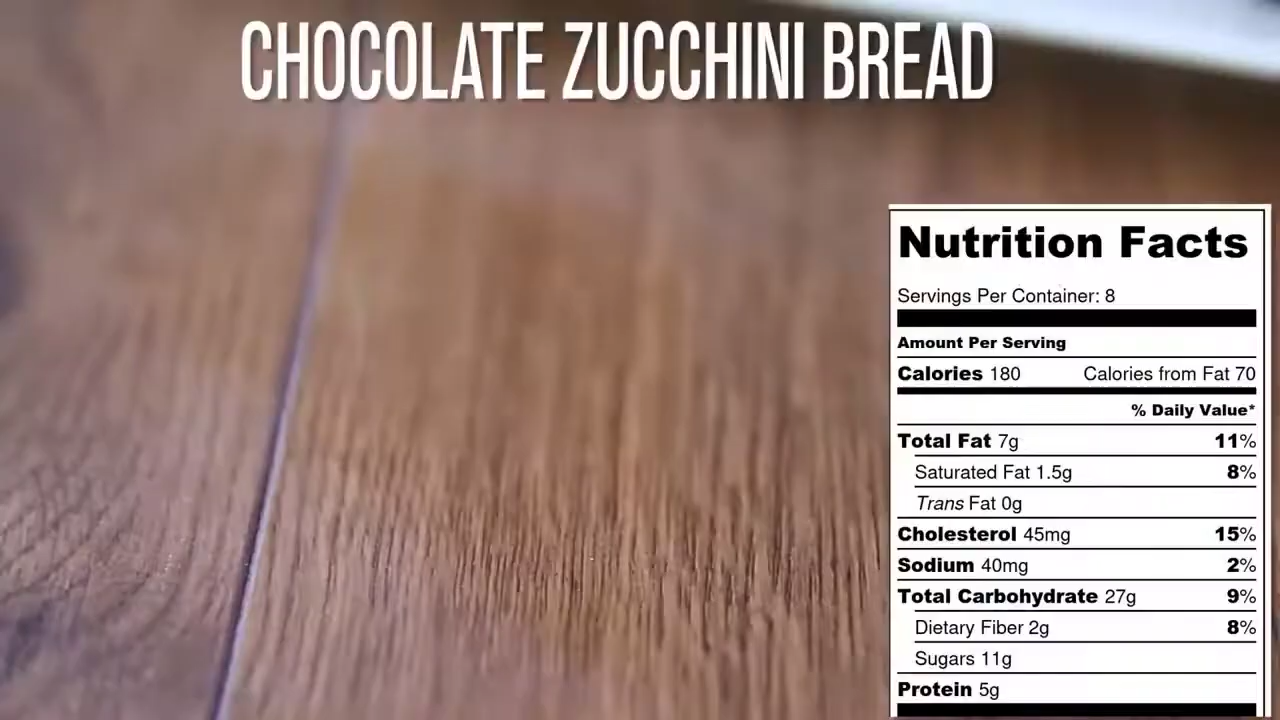 CHOCOLATE ZUCCHINI BREAD
Nutrition Facts
Servings Per Container: 8
Amount Per Serving
Calories 180 Calories from Fat 70
% Daily Value*
Total Fat 7g 11%
Saturated Fat 1.5g 8%
Trans Fat 0g
Cholesterol 45mg 15%
Sodium 40mg 2%
Total Carbohydrate 27g 9%
Dietary Fiber 2g 8%
Sugars 11g
Protein 5g